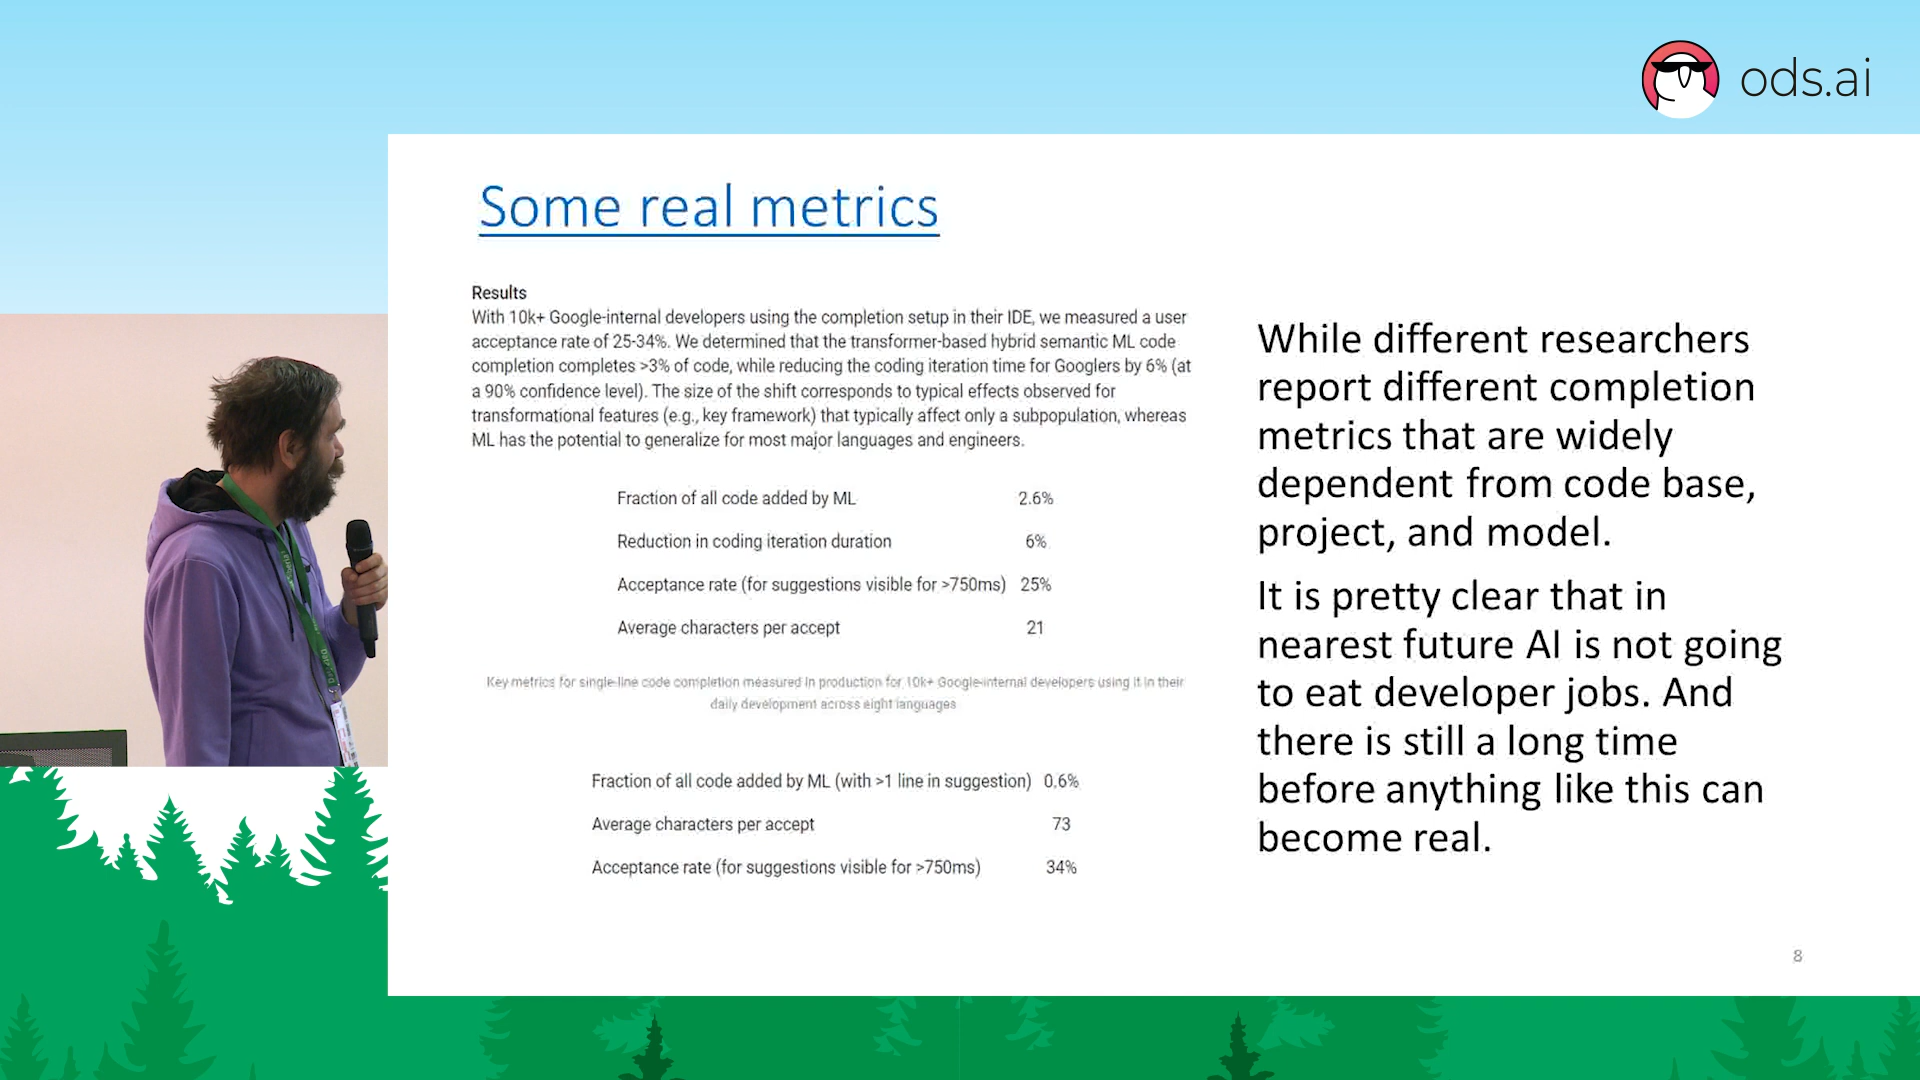 ods.ai
Some real metrics
Results
With 10k+ Google-internal developers using the completion setup in their IDE, we measured a user
acceptance rate of 25-34%. We determined that the transformer-based hybrid semantic ML code
completion completes >3% of code, while reducing the coding iteration time for Googlers by 6% (at
a 90% confidence level). The size of the shift corresponds to typical effects observed for
transformational features (e.g., key framework) that typically affect only a subpopulation, whereas
ML has the potential to generalize for most major languages and engineers.
Fraction of all code added by ML 2.6%
Reduction in coding iteration duration 6%
Acceptance rate (for suggestions visible for >750ms) 25%
Average characters per accept 21
Key metrics for single-line code completion measured in production for 10k+ Google-internal developers using it in their
daily development across eight languages
Fraction of all code added by ML (with >1 line in suggestion) 0.6%
Average characters per accept 73
Acceptance rate (for suggestions visible for >750ms) 34%
While different researchers
report different completion
metrics that are widely
dependent from code base,
project, and model.
It is pretty clear that in
nearest future AI is not going
to eat developer jobs. And
there is still a long time
before anything like this can
become real.
8